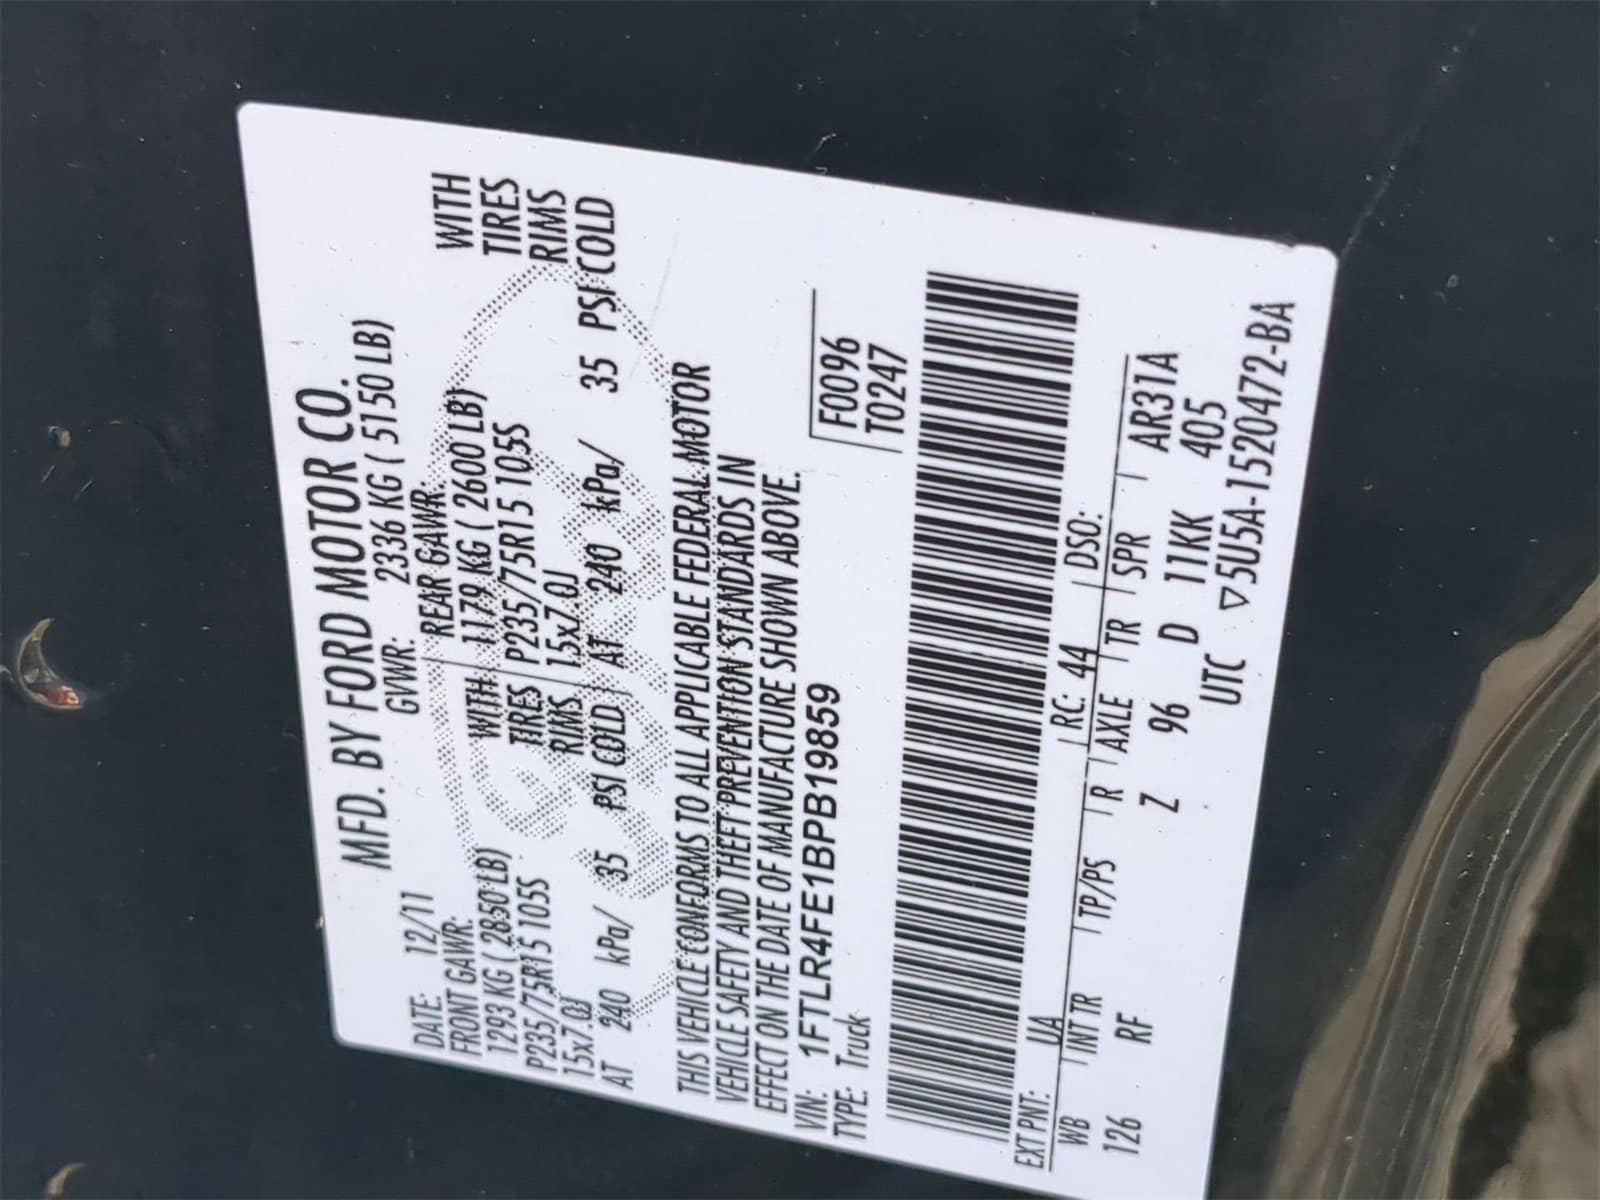 MFD. BY FORD MOTOR CO.
DATE: 12/11 GVWR: 2336 KG ( 5150 LB)
FRONT GAWR: REAR GAWR:
1293 KG ( 2850 LB) WITH 1179 KG ( 2600 LB) WITH
P235/75R15 105S TIRES P235/75R15 105S TIRES
15x7.0J RIMS 15x7.0J RIMS
AT 240 kPa/ 35 PSI COLD AT 240 kPa/ 35 PSI COLD
THIS VEHICLE CONFORMS TO ALL APPLICABLE FEDERAL MOTOR
VEHICLE SAFETY AND THEFT PREVENTION STANDARDS IN
EFFECT ON THE DATE OF MANUFACTURE SHOWN ABOVE.
VIN: 1FTLR4FE1BPB19859 F0096
TYPE: Truck T0247
EXT PNT: UA RC: 44 DSO:
WB INT TR TP/PS R AXLE TR SPR AR31A
126 RF Z 96 D 11KK 405
UTC ▽5U5A-1520472-BA